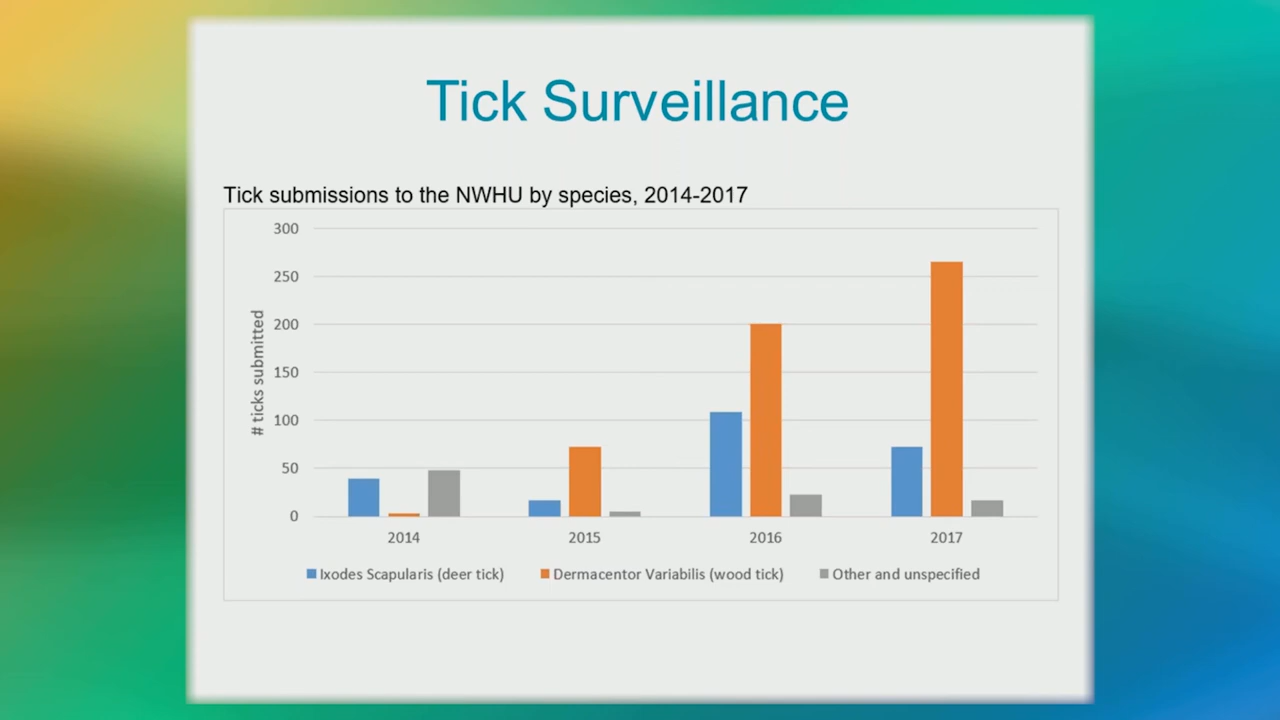 Tick Surveillance
Tick submissions to the NWHU by species, 2014-2017
300
250
200
150
100
50
0
# ticks submitted
2014 2015 2016 2017
Ixodes Scapularis (deer tick) Dermacentor Variabilis (wood tick) Other and unspecified